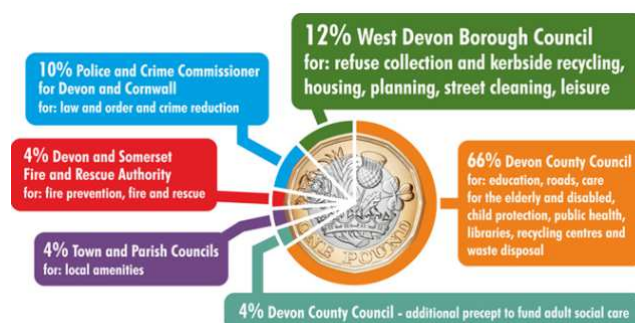 12% West Devon Borough Council
for: refuse collection and kerbside recycling,
housing, planning, street cleaning, leisure
10% Police and Crime Commissioner
for Devon and Cornwall
for: law and order and crime reduction
4% Devon and Somerset
Fire and Rescue Authority
for: fire prevention, fire and rescue
66% Devon County Council
for: education, roads, care
for the elderly and disabled,
child protection, public health,
libraries, recycling centres and
waste disposal
4% Town and Parish Councils
for: local amenities
ONE POUND
4% Devon County Council - additional precept to fund adult social care